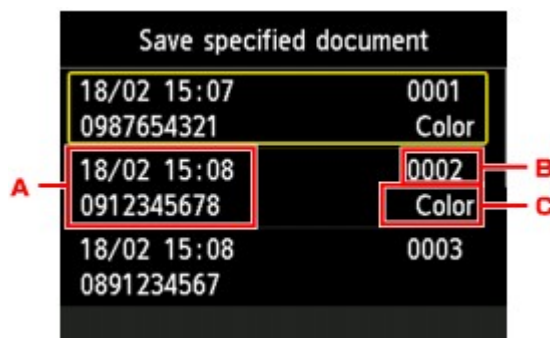 Save specified document
18/02 15:07 0001
0987654321 Color
18/02 15:08 0002 B
A
0912345678 Color C
18/02 15:08 0003
0891234567